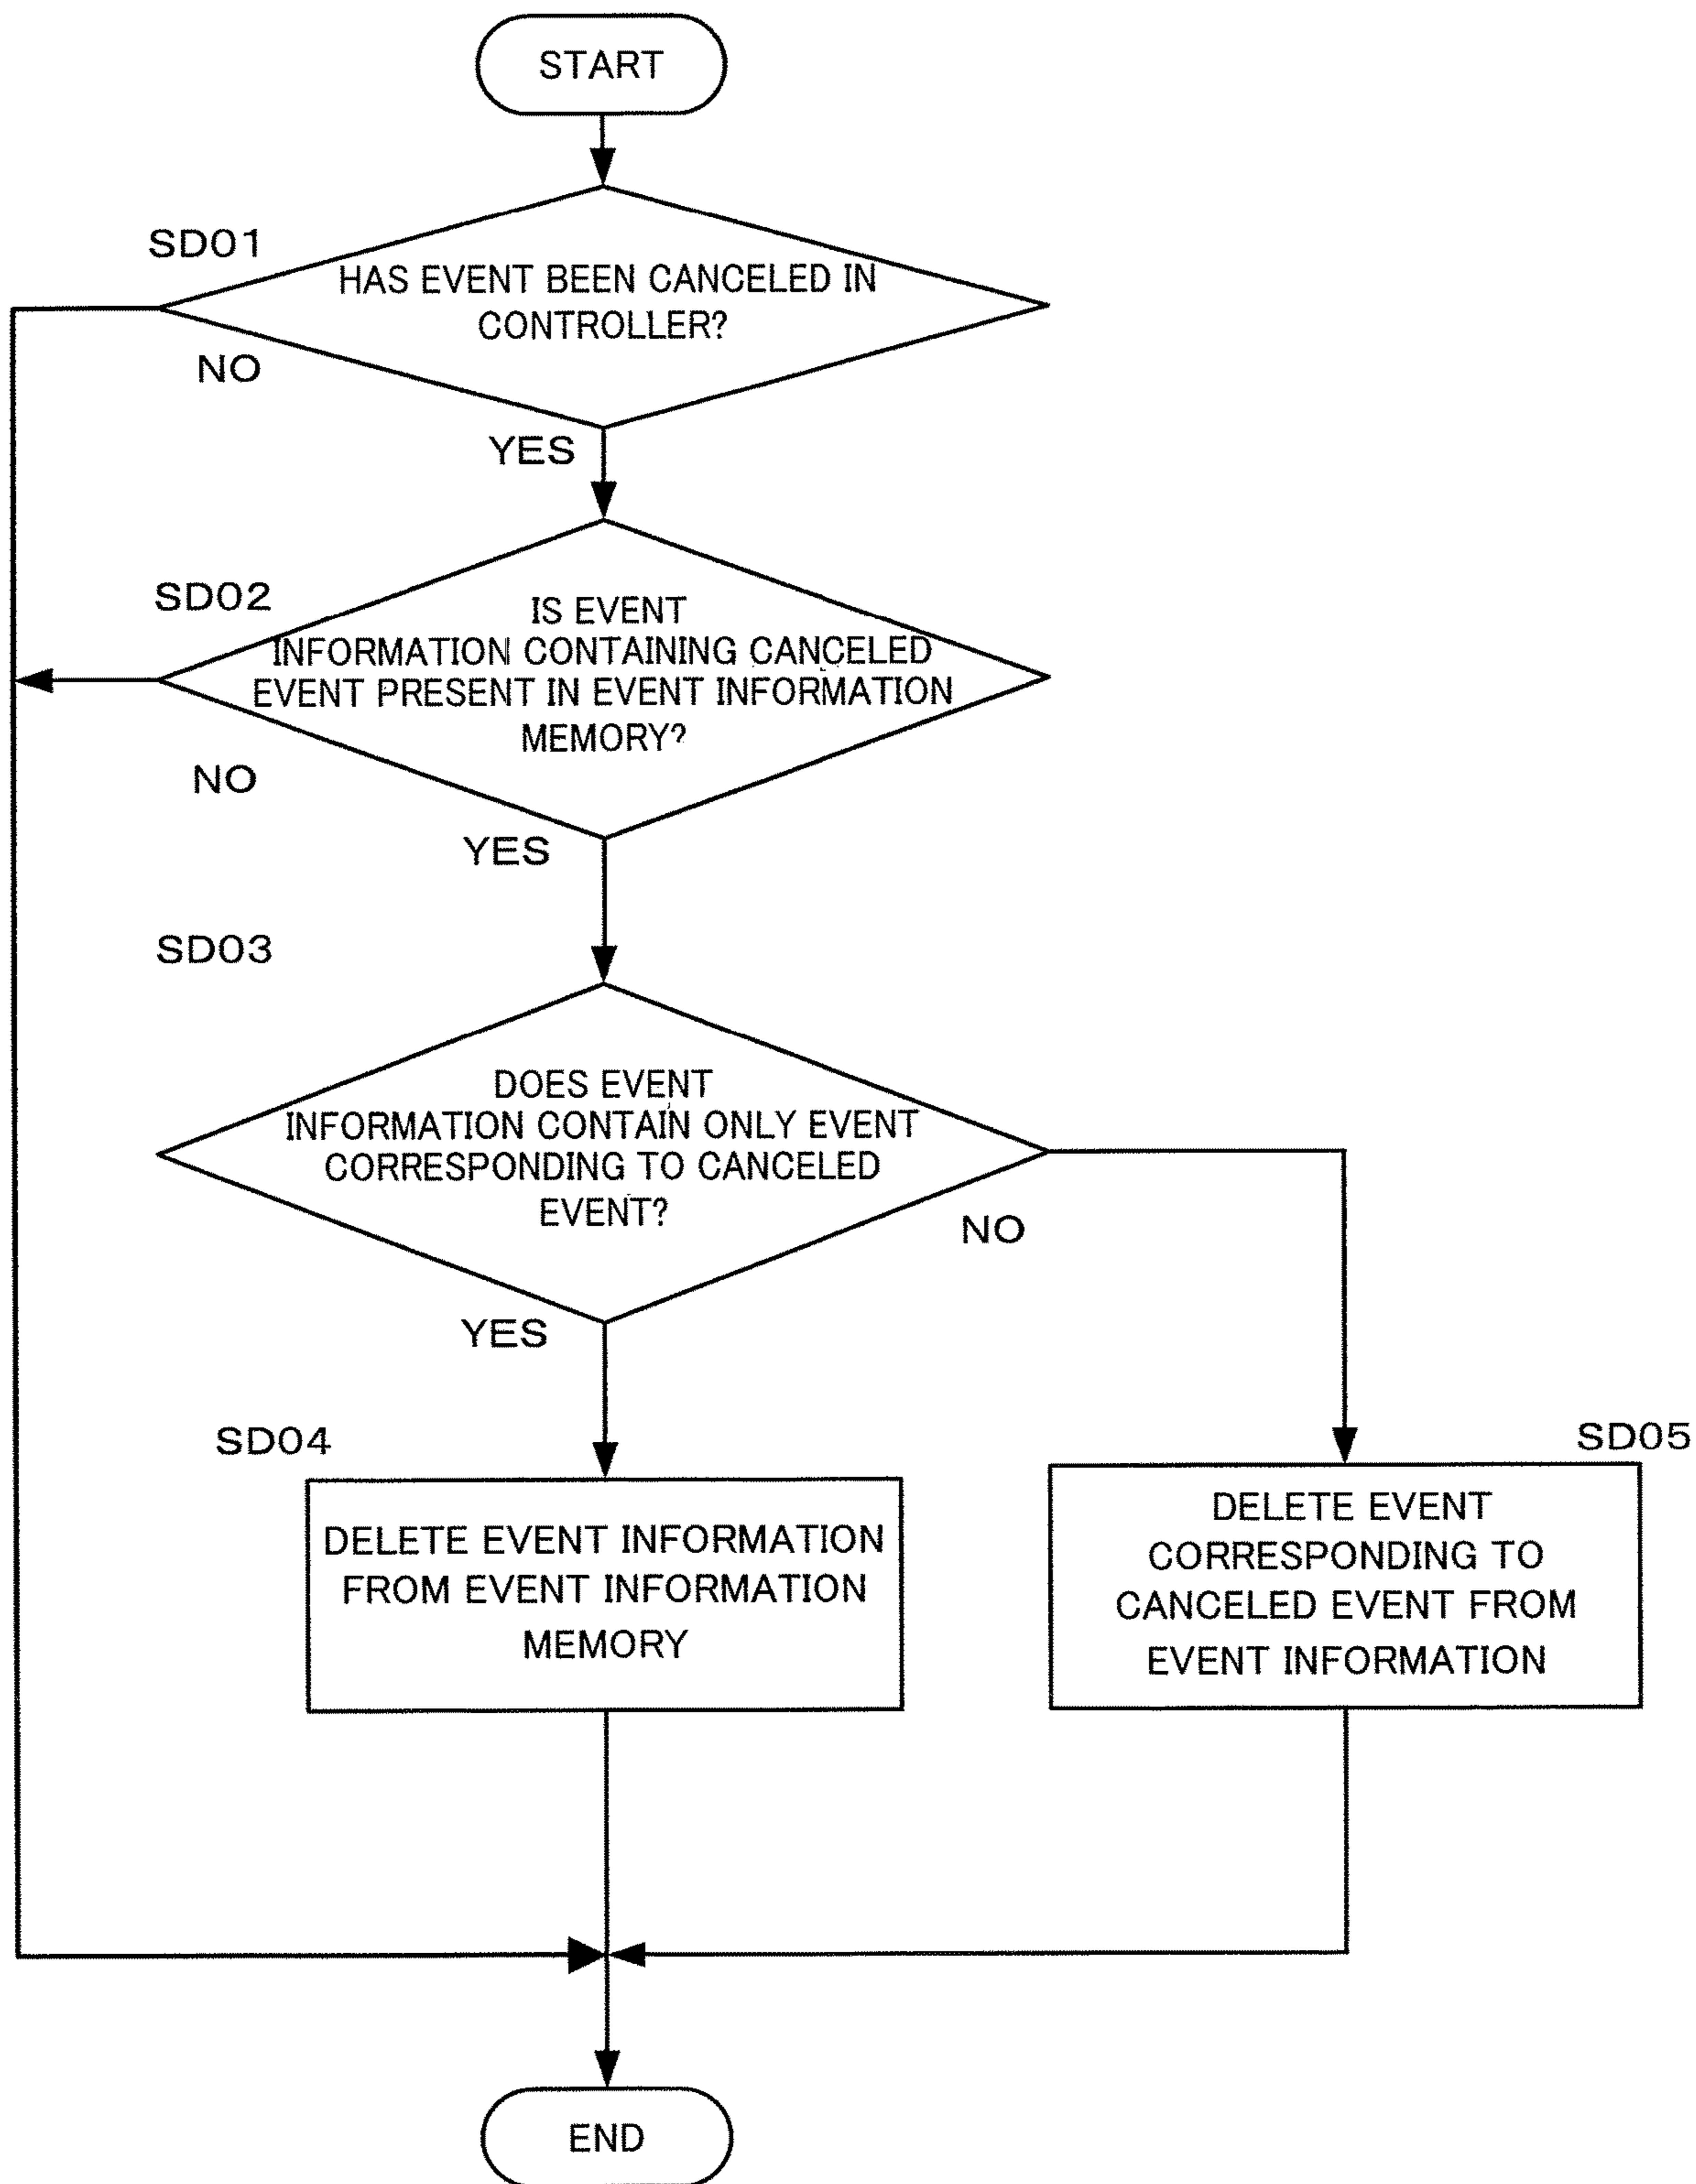 START
SD01
HAS EVENT BEEN CANCELED IN
CONTROLLER?
NO
YES
SD02
IS EVENT
INFORMATION CONTAINING CANCELED
EVENT PRESENT IN EVENT INFORMATION
MEMORY?
NO
YES
SD03
DOES EVENT
INFORMATION CONTAIN ONLY EVENT
CORRESPONDING TO CANCELED
EVENT?
NO
YES
SD04
DELETE EVENT INFORMATION
FROM EVENT INFORMATION
MEMORY
SD05
DELETE EVENT
CORRESPONDING TO
CANCELED EVENT FROM
EVENT INFORMATION
END